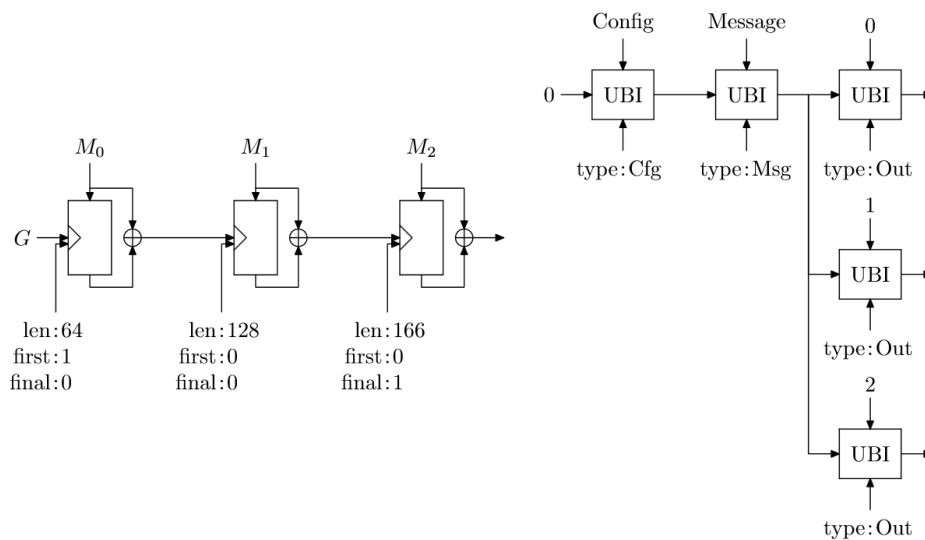 M₀
M₁
M₂
G
len:64
first:1
final:0
len:128
first:0
final:0
len:166
first:0
final:1
Config
Message
0
0
UBI
UBI
UBI
type:Cfg
type:Msg
type:Out
1
UBI
type:Out
2
UBI
type:Out